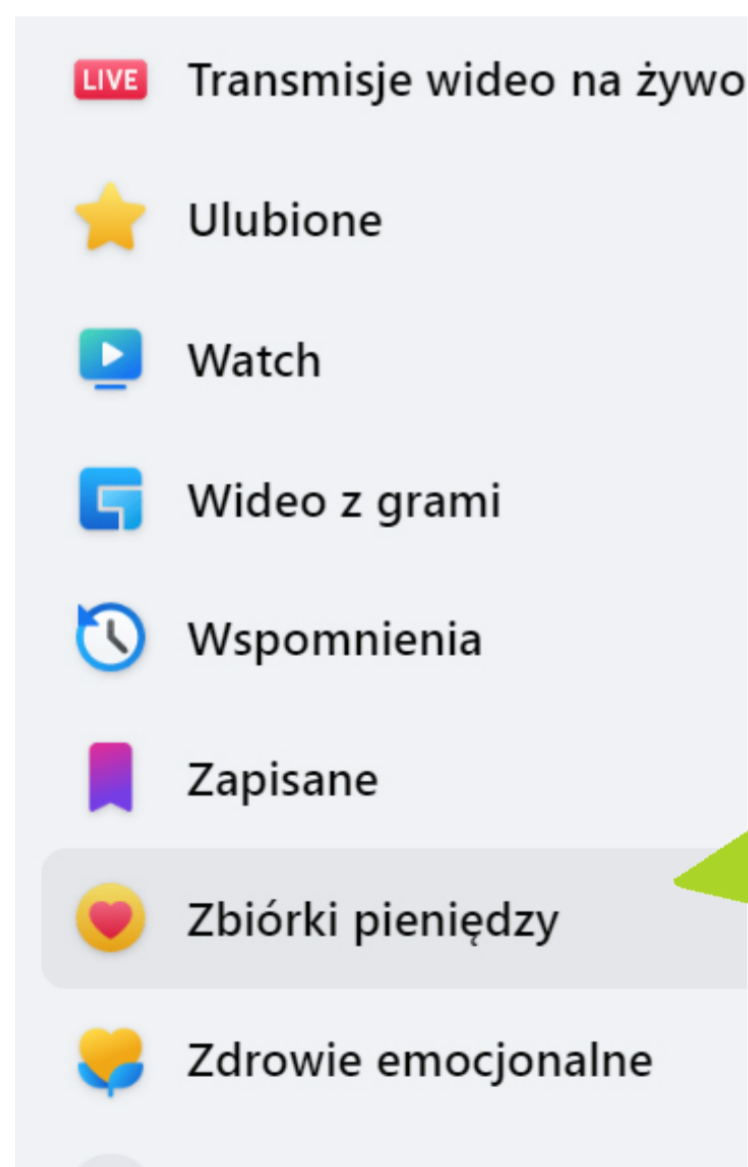 LIVE Transmisje wideo na żywo
Ulubione
Watch
Wideo z grami
Wspomnienia
Zapisane
Zbiórki pieniędzy
Zdrowie emocjonalne